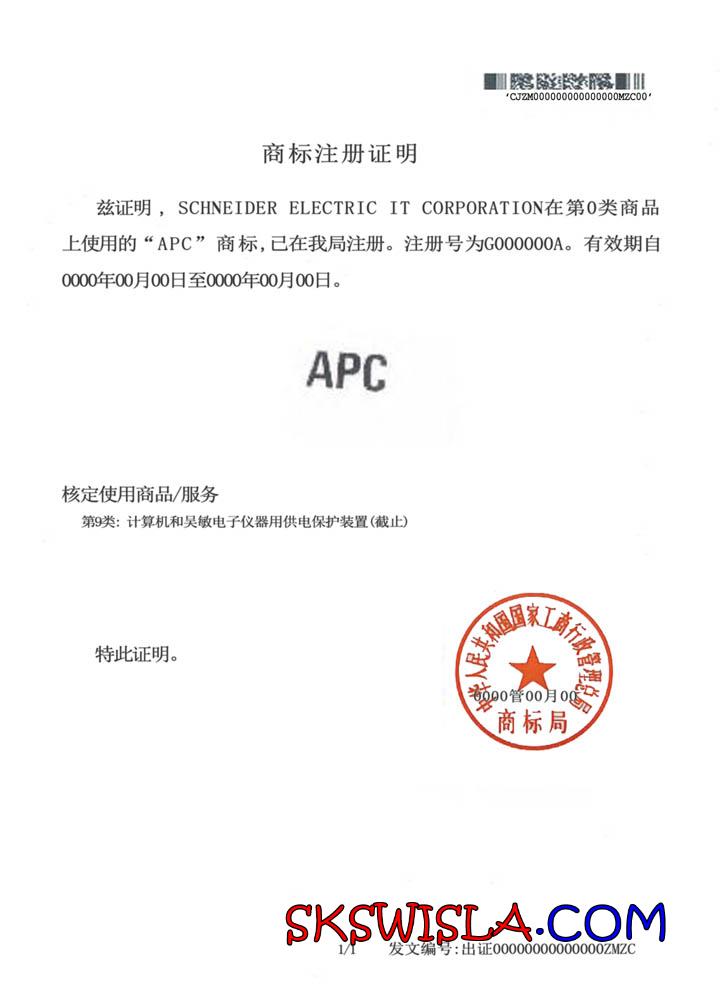 'CJZM000000000000000MZC00'
商标注册证明
兹证明，SCHNEIDER ELECTRIC IT CORPORATION在第0类商品
上使用的“APC”商标,已在我局注册。注册号为G000000A。有效期自
0000年00月00日至0000年00月00日。
APC
核定使用商品/服务
第9类: 计算机和吴敏电子仪器用供电保护装置(截止)
特此证明。
中华人民共和国国家工商行政管理总局
0000管00月00
商标局
SKSWISLA.COM
1/1 发文编号:出证00000000000000ZMZC